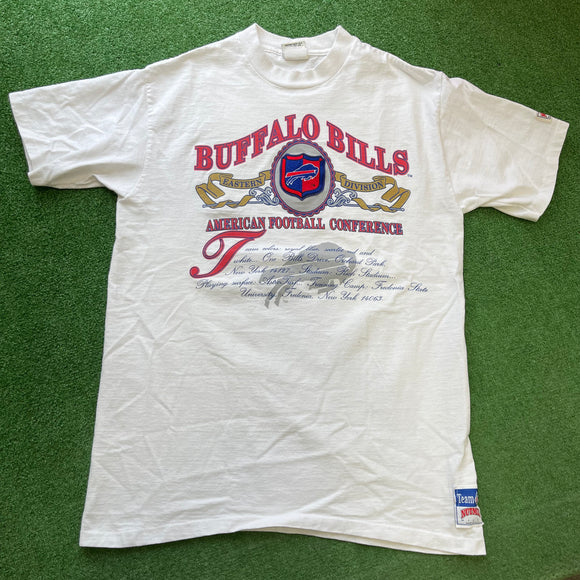 BUFFALO BILLS
TM
EASTERN DIVISION
AMERICAN FOOTBALL CONFERENCE
Team colors: royal blue, scarlet red and
white... One Bills Drive, Orchard Park,
New York 14127... Stadium, Rich Stadium...
Playing surface, AstroTurf... Training Camp, Fredonia State
University, Fredonia, New York 14063.
Team
NUTM